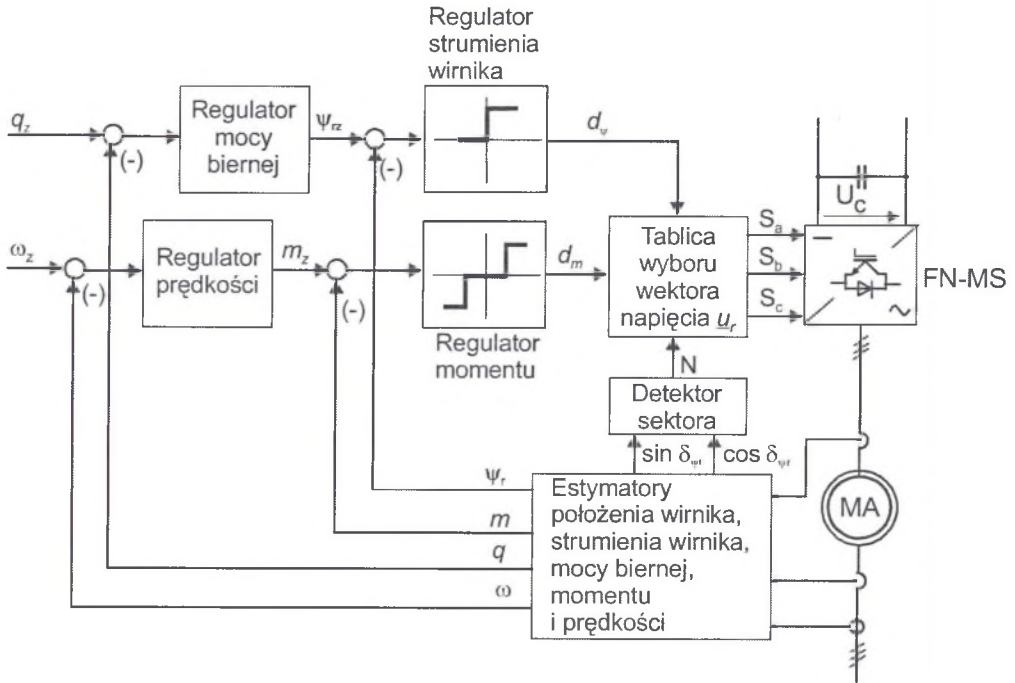 Regulator
strumienia
wirnika
q_z
(-)
Regulator
mocy
biernej
ψ_rz
(-)
d_ψ
U_C
ω_z
(-)
Regulator
prędkości
m_z
(-)
d_m
Regulator
momentu
Tablica
wyboru
wektora
napięcia u_r
S_a
S_b
S_c
FN-MS
N
Detektor
sektora
sin δ_ψr
cos δ_ψr
ψ_r
m
q
ω
Estymatory
położenia wirnika,
strumienia wirnika,
mocy biernej,
momentu
i prędkości
MA